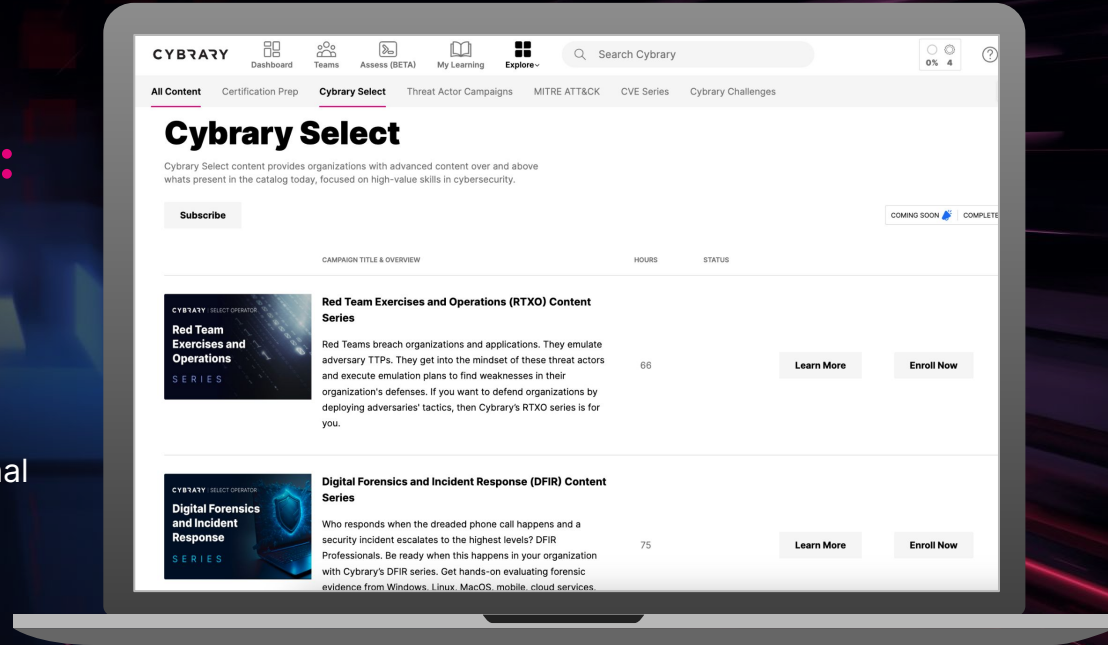 :
al
CYBRARY
Dashboard
Teams
Assess (BETA)
My Learning
Explore
Search Cybrary
0% 4
?
All Content Certification Prep Cybrary Select Threat Actor Campaigns MITRE ATT&CK CVE Series Cybrary Challenges
Cybrary Select
Cybrary Select content provides organizations with advanced content over and above
whats present in the catalog today, focused on high-value skills in cybersecurity.
Subscribe
COMING SOON COMPLETE
CAMPAIGN TITLE & OVERVIEW HOURS STATUS
CYBRARY | SELECT OPERATOR
Red Team
Exercises and
Operations
SERIES
Red Team Exercises and Operations (RTXO) Content
Series
Red Teams breach organizations and applications. They emulate
adversary TTPs. They get into the mindset of these threat actors
and execute emulation plans to find weaknesses in their
organization's defenses. If you want to defend organizations by
deploying adversaries' tactics, then Cybrary's RTXO series is for
you.
66
Learn More
Enroll Now
CYBRARY | SELECT OPERATOR
Digital Forensics
and Incident
Response
SERIES
Digital Forensics and Incident Response (DFIR) Content
Series
Who responds when the dreaded phone call happens and a
security incident escalates to the highest levels? DFIR
Professionals. Be ready when this happens in your organization
with Cybrary's DFIR series. Get hands-on evaluating forensic
evidence from Windows, Linux, MacOS, mobile, cloud services,
75
Learn More
Enroll Now